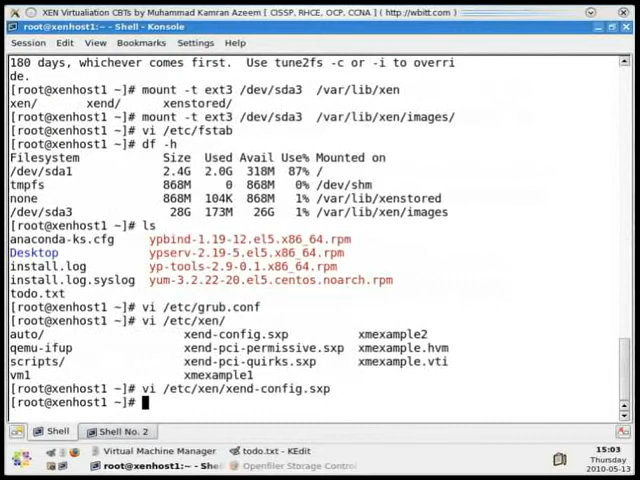 XEN Virtualiation CBTs by Muhammad Kamran Azeem [ CISSP, RHCE, OCP, CCNA ] ( http://wbitt.com )
root@xenhost1:~ - Shell - Konsole
Session Edit View Bookmarks Settings Help
180 days, whichever comes first.  Use tune2fs -c or -i to overri
de.
[root@xenhost1 ~]# mount -t ext3 /dev/sda3  /var/lib/xen
xen/        xend/       xenstored/
[root@xenhost1 ~]# mount -t ext3 /dev/sda3  /var/lib/xen/images/
[root@xenhost1 ~]# vi /etc/fstab
[root@xenhost1 ~]# df -h
Filesystem            Size  Used Avail Use% Mounted on
/dev/sda1             2.4G  2.0G  318M  87% /
tmpfs                 868M     0  868M   0% /dev/shm
none                  868M  104K  868M   1% /var/lib/xenstored
/dev/sda3              28G  173M   26G   1% /var/lib/xen/images
[root@xenhost1 ~]# ls
anaconda-ks.cfg     ypbind-1.19-12.el5.x86_64.rpm
Desktop             ypserv-2.19-5.el5.x86_64.rpm
install.log         yp-tools-2.9-0.1.x86_64.rpm
install.log.syslog  yum-3.2.22-20.el5.centos.noarch.rpm
todo.txt
[root@xenhost1 ~]# vi /etc/grub.conf
[root@xenhost1 ~]# vi /etc/xen/
auto/                    xend-config.sxp          xmexample2
qemu-ifup                xend-pci-permissive.sxp  xmexample.hvm
scripts/                 xend-pci-quirks.sxp      xmexample.vti
vm1                      xmexample1
[root@xenhost1 ~]# vi /etc/xen/xend-config.sxp
[root@xenhost1 ~]#
Shell Shell No. 2
Virtual Machine Manager todo.txt - KEdit
root@xenhost1:~ - Shell Openfiler Storage Control
15:03
Thursday
2010-05-13